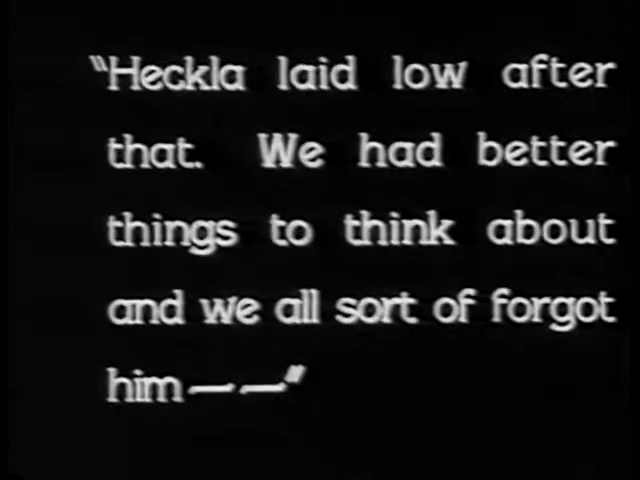 "Heckla laid low after
that. We had better
things to think about
and we all sort of forgot
him — —"